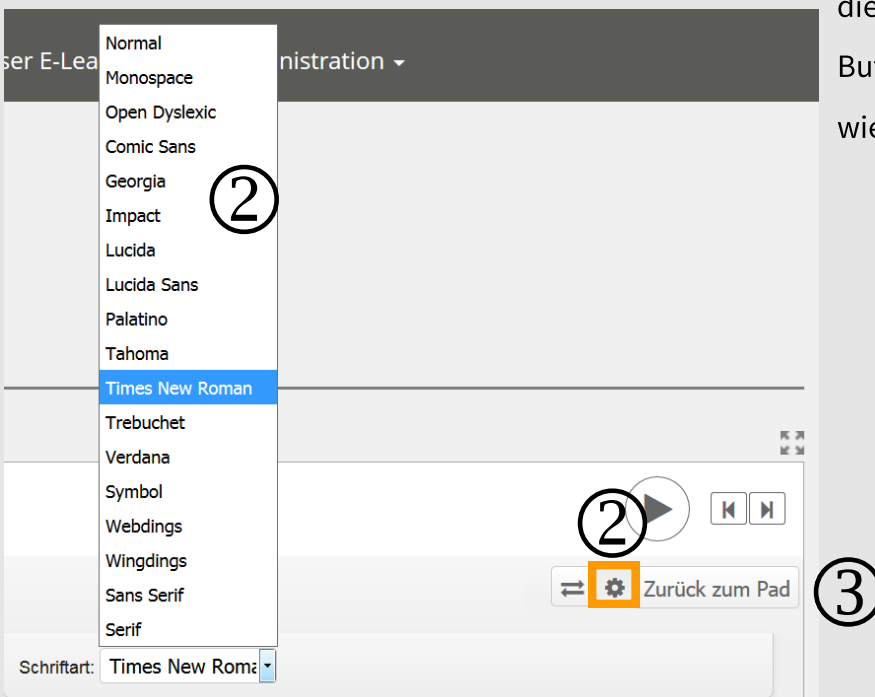 ser E-Lea
nistration
Normal
Monospace
Open Dyslexic
Comic Sans
Georgia
②
Impact
Lucida
Lucida Sans
Palatino
Tahoma
Times New Roman
Trebuchet
Verdana
Symbol
Webdings
Wingdings
Sans Serif
Serif
Schriftart: Times New Roma
②
Zurück zum Pad
③
die
But
wie